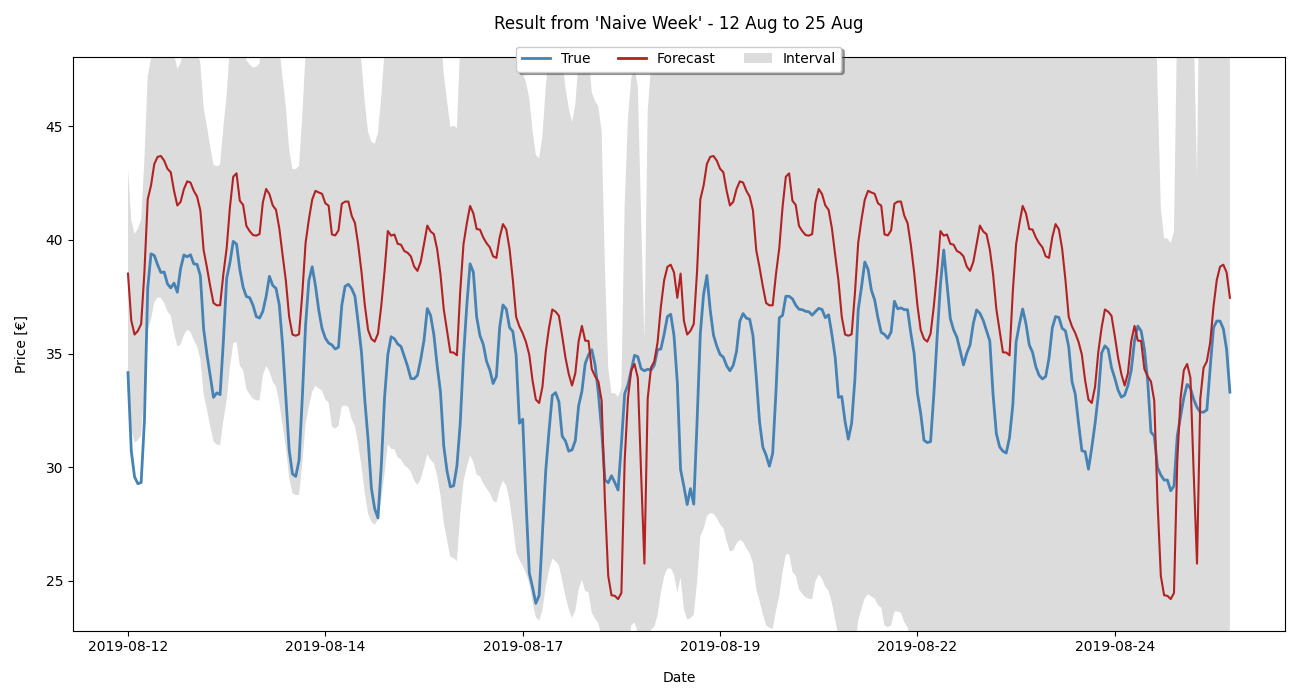 Result from 'Naive Week' - 12 Aug to 25 Aug
True Forecast Interval
45
40
35
30
25
Price [€]
2019-08-12 2019-08-14 2019-08-17 2019-08-19 2019-08-22 2019-08-24
Date